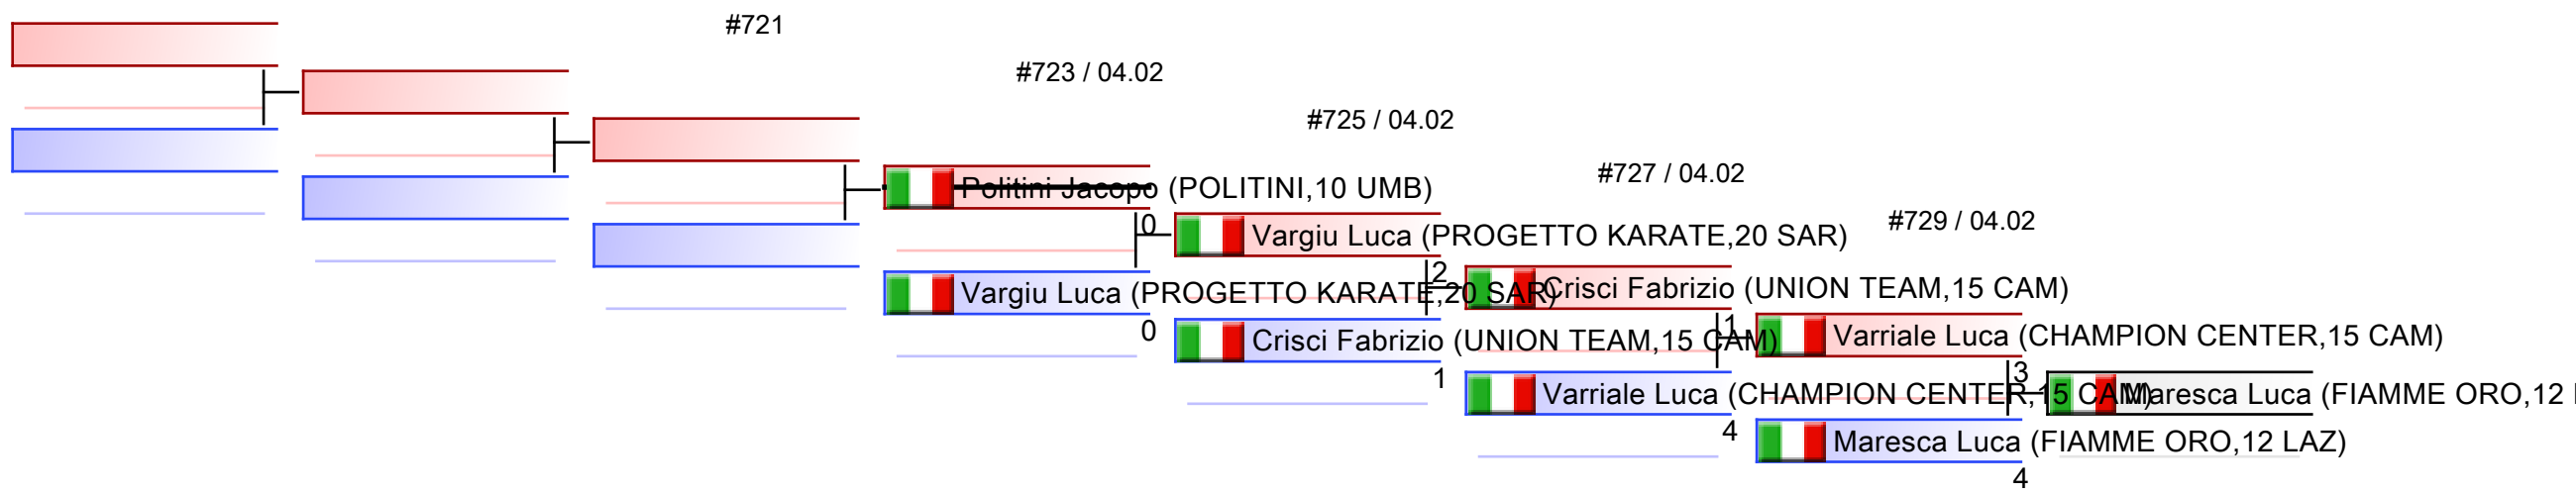 #721
#723 / 04.02
#725 / 04.02
#727 / 04.02
Politini Jacopo (POLITINI,10 UMB)
#729 / 04.02
0
Vargiu Luca (PROGETTO KARATE,20 SAR)
2
Vargiu Luca (PROGETTO KARATE,20 SAR)
Crisci Fabrizio (UNION TEAM,15 CAM)
0
1
Crisci Fabrizio (UNION TEAM,15 CAM)
Varriale Luca (CHAMPION CENTER,15 CAM)
1
3
Varriale Luca (CHAMPION CENTER,15 CAM)
Maresca Luca (FIAMME ORO,12
4
Maresca Luca (FIAMME ORO,12 LAZ)
4